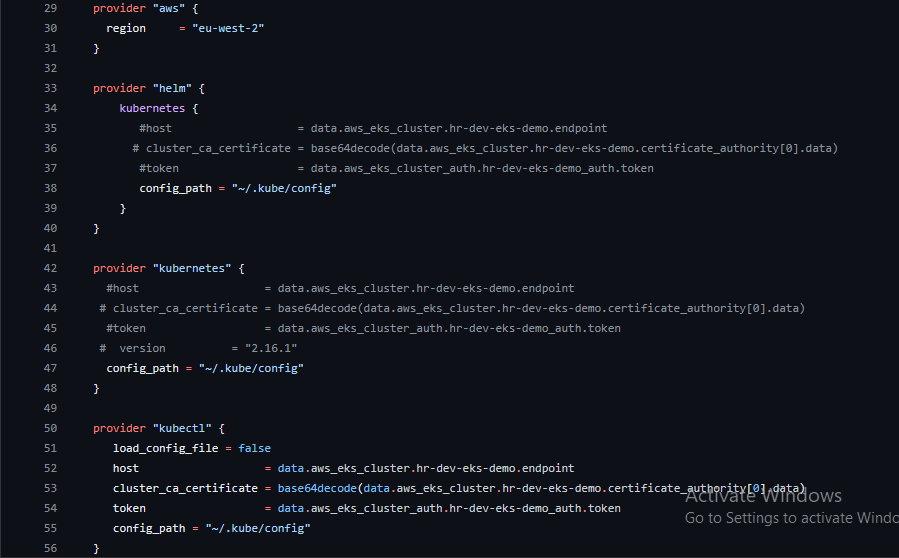 29 provider "aws" {
30   region     = "eu-west-2"
31 }
32
33 provider "helm" {
34     kubernetes {
35        #host                   = data.aws_eks_cluster.hr-dev-eks-demo.endpoint
36       # cluster_ca_certificate = base64decode(data.aws_eks_cluster.hr-dev-eks-demo.certificate_authority[0].data)
37        #token                  = data.aws_eks_cluster_auth.hr-dev-eks-demo_auth.token
38        config_path = "~/.kube/config"
39     }
40 }
41
42 provider "kubernetes" {
43   #host                   = data.aws_eks_cluster.hr-dev-eks-demo.endpoint
44  # cluster_ca_certificate = base64decode(data.aws_eks_cluster.hr-dev-eks-demo.certificate_authority[0].data)
45   #token                  = data.aws_eks_cluster_auth.hr-dev-eks-demo_auth.token
46  #  version          = "2.16.1"
47   config_path = "~/.kube/config"
48 }
49
50 provider "kubectl" {
51    load_config_file = false
52    host                   = data.aws_eks_cluster.hr-dev-eks-demo.endpoint
53    cluster_ca_certificate = base64decode(data.aws_eks_cluster.hr-dev-eks-demo.certificate_authority[0].data)
54    token                  = data.aws_eks_cluster_auth.hr-dev-eks-demo_auth.token
55    config_path = "~/.kube/config"
56 }
Activate Windows
Go to Settings to activate Windo